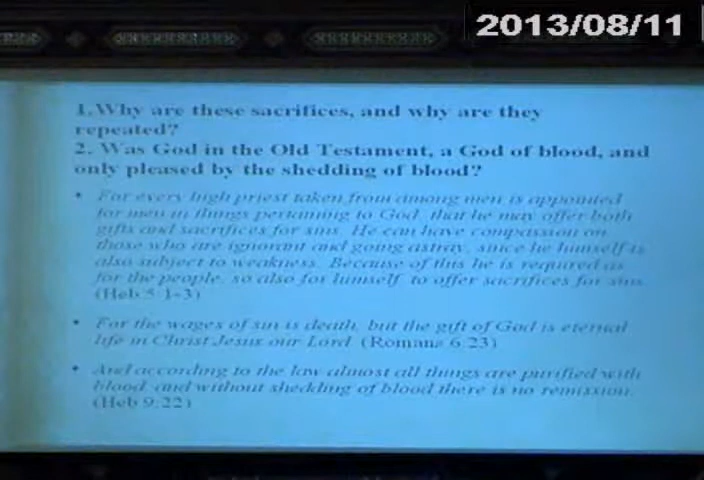 2013/08/11
1.Why are these sacrifices, and why are they
repeated?
2. Was God in the Old Testament, a God of blood, and
only pleased by the shedding of blood?
• For every high priest taken from among men is appointed
for men in things pertaining to God, that he may offer both
gifts and sacrifices for sins. He can have compassion on
those who are ignorant and going astray, since he himself is
also subject to weakness. Because of this he is required as
for the people, so also for himself, to offer sacrifices for sins.
(Heb 5:1-3)
• For the wages of sin is death, but the gift of God is eternal
life in Christ Jesus our Lord. (Romans 6:23)
• And according to the law almost all things are purified with
blood, and without shedding of blood there is no remission.
(Heb 9:22)